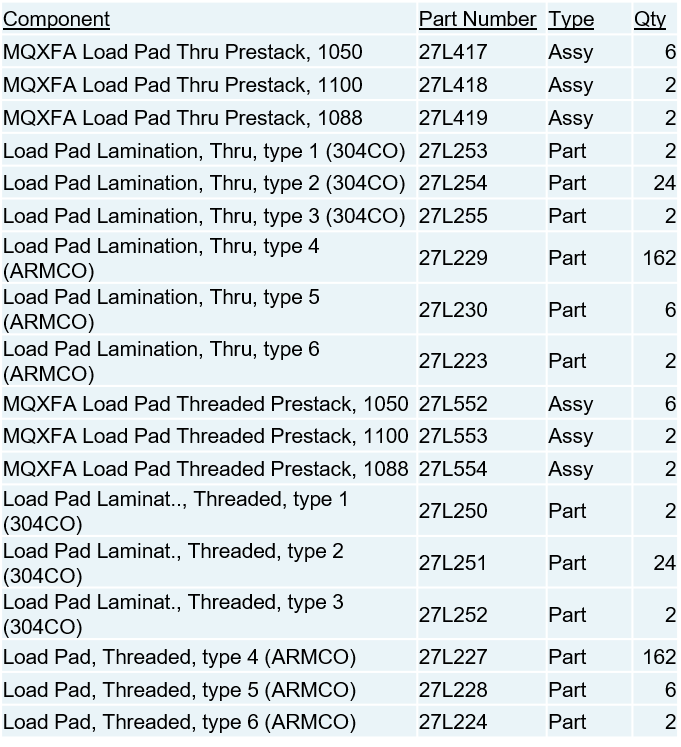 Component Part Number Type Qty
MQXFA Load Pad Thru Prestack, 1050 27L417 Assy 6
MQXFA Load Pad Thru Prestack, 1100 27L418 Assy 2
MQXFA Load Pad Thru Prestack, 1088 27L419 Assy 2
Load Pad Lamination, Thru, type 1 (304CO) 27L253 Part 2
Load Pad Lamination, Thru, type 2 (304CO) 27L254 Part 24
Load Pad Lamination, Thru, type 3 (304CO) 27L255 Part 2
Load Pad Lamination, Thru, type 4
(ARMCO) 27L229 Part 162
Load Pad Lamination, Thru, type 5
(ARMCO) 27L230 Part 6
Load Pad Lamination, Thru, type 6
(ARMCO) 27L223 Part 2
MQXFA Load Pad Threaded Prestack, 1050 27L552 Assy 6
MQXFA Load Pad Threaded Prestack, 1100 27L553 Assy 2
MQXFA Load Pad Threaded Prestack, 1088 27L554 Assy 2
Load Pad Laminat.., Threaded, type 1
(304CO) 27L250 Part 2
Load Pad Laminat., Threaded, type 2
(304CO) 27L251 Part 24
Load Pad Laminat., Threaded, type 3
(304CO) 27L252 Part 2
Load Pad, Threaded, type 4 (ARMCO) 27L227 Part 162
Load Pad, Threaded, type 5 (ARMCO) 27L228 Part 6
Load Pad, Threaded, type 6 (ARMCO) 27L224 Part 2